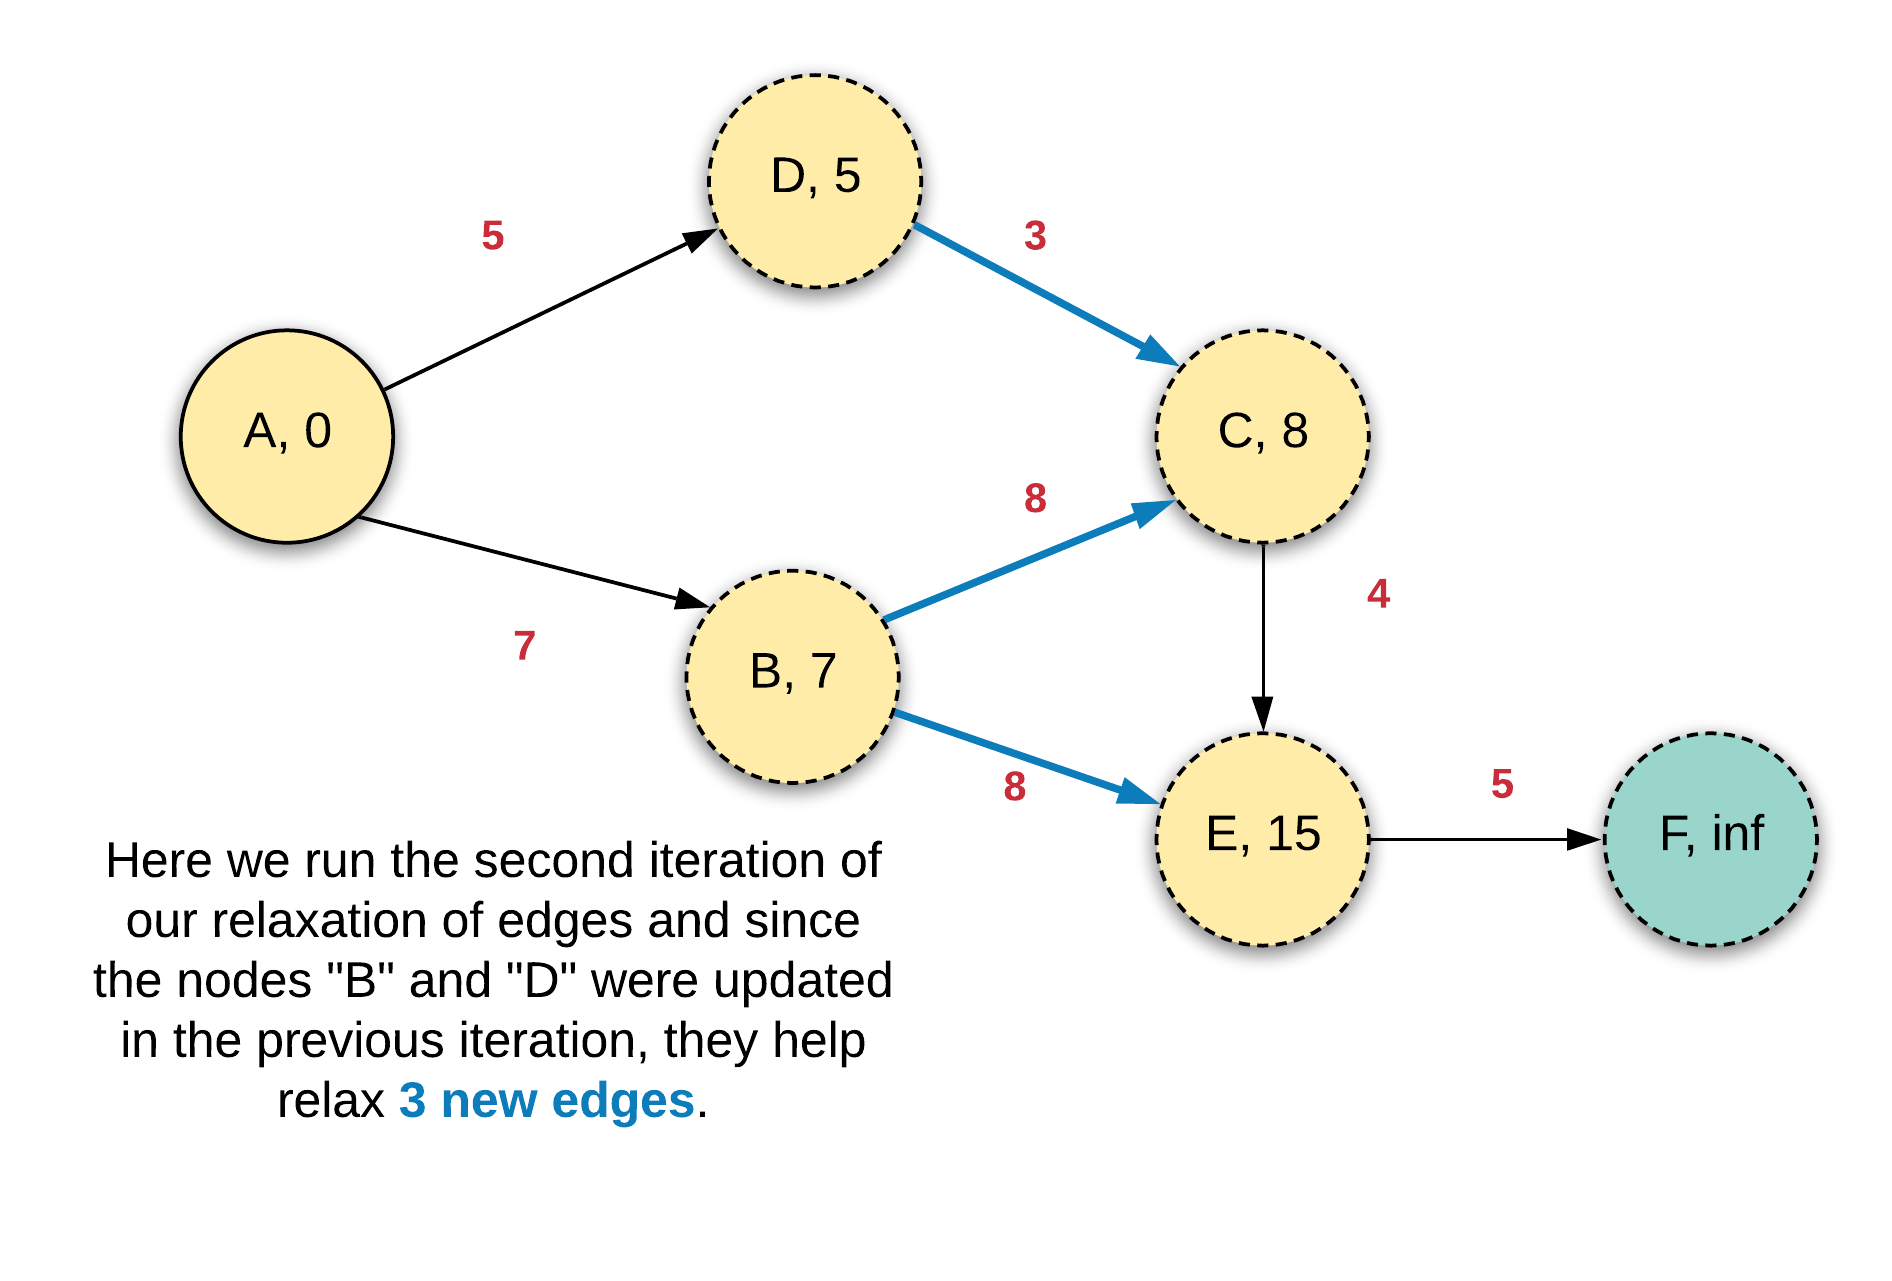 D, 5
5
3
A, 0
C, 8
8
4
7
B, 7
8
5
E, 15
F, inf
Here we run the second iteration of
our relaxation of edges and since
the nodes "B" and "D" were updated
in the previous iteration, they help
relax 3 new edges.